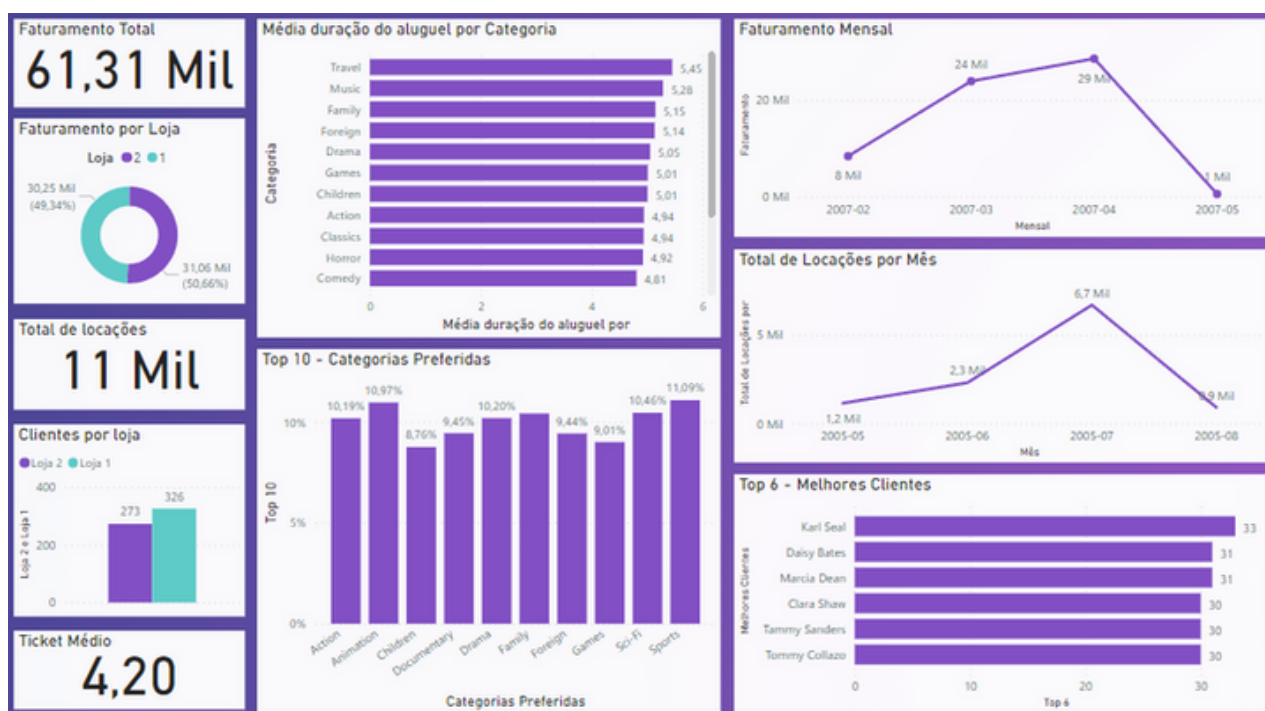 Faturamento Total
61,31 Mil
Faturamento por Loja
Loja 2 1
30,25 Mil
(49,34%)
31,06 Mil
(50,66%)
Total de locações
11 Mil
Clientes por loja
Loja 2 Loja 1
400
326
273
200
0
Loja 2 e Loja 1
Ticket Médio
4,20
Média duração do aluguel por Categoria
Categoria
Travel 5,45
Music 5,28
Family 5,15
Foreign 5,14
Drama 5,05
Games 5,01
Children 5,01
Action 4,94
Classics 4,94
Horror 4,92
Comedy 4,81
0 2 4 6
Média duração do aluguel por
Top 10 - Categorias Preferidas
10,19% 10,97% 8,76% 9,45% 10,20% 9,44% 9,01% 10,46% 11,09%
10%
5%
0%
Top 10
Action Animation Children Documentary Drama Family Foreign Games Sci-Fi Sports
Categorias Preferidas
Faturamento Mensal
Faturamento
20 Mil
0 Mil
8 Mil 24 Mil 29 Mil 1 Mil
2007-02 2007-03 2007-04 2007-05
Mensal
Total de Locações por Mês
Total de Locações por
5 Mil
0 Mil
1,2 Mil 2,3 Mil 6,7 Mil 0,9 Mil
2005-05 2005-06 2005-07 2005-08
Mês
Top 6 - Melhores Clientes
Melhores Clientes
Karl Seal 33
Daisy Bates 31
Marcia Dean 31
Clara Shaw 30
Tammy Sanders 30
Tommy Collazo 30
0 10 20 30
Top 6